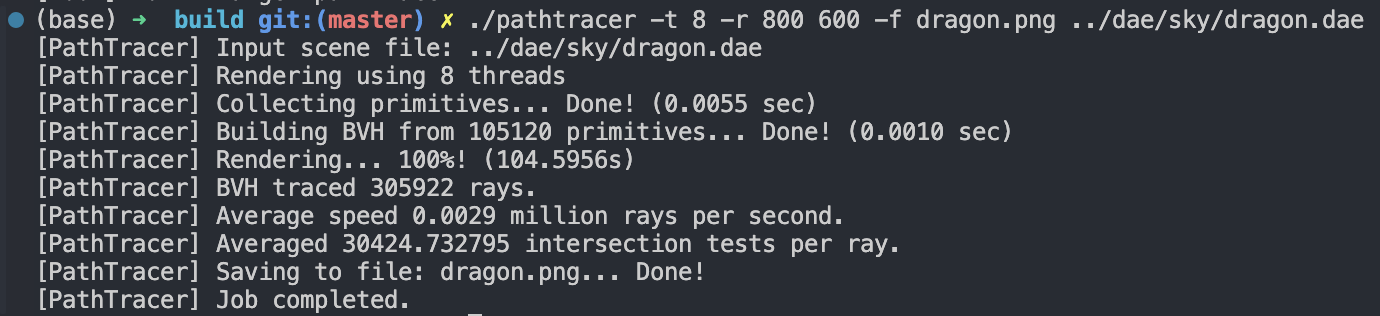 (base) ➜ build git:(master) ✗ ./pathtracer -t 8 -r 800 600 -f dragon.png ../dae/sky/dragon.dae
[PathTracer] Input scene file: ../dae/sky/dragon.dae
[PathTracer] Rendering using 8 threads
[PathTracer] Collecting primitives... Done! (0.0055 sec)
[PathTracer] Building BVH from 105120 primitives... Done! (0.0010 sec)
[PathTracer] Rendering... 100%! (104.5956s)
[PathTracer] BVH traced 305922 rays.
[PathTracer] Average speed 0.0029 million rays per second.
[PathTracer] Averaged 30424.732795 intersection tests per ray.
[PathTracer] Saving to file: dragon.png... Done!
[PathTracer] Job completed.